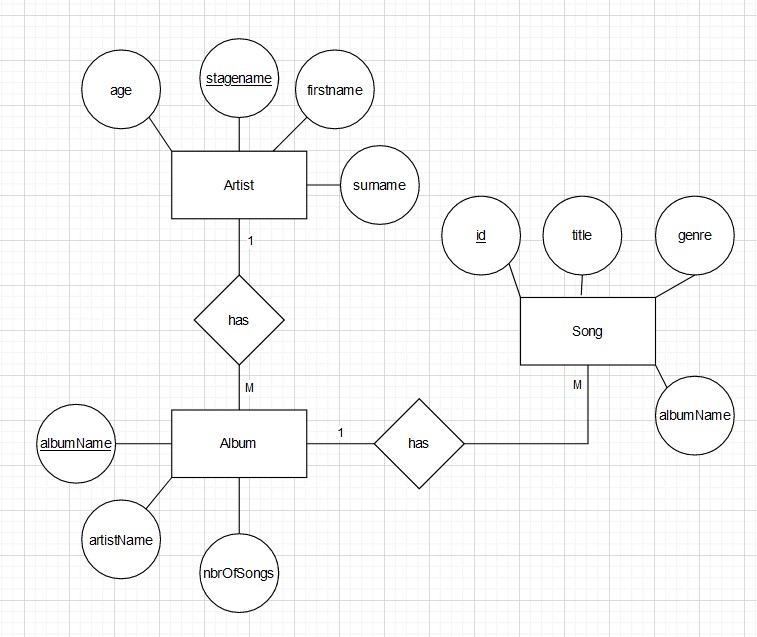 age
stagename
firstname
Artist
surname
1
id
title
genre
has
Song
M
M
albumName
1
albumName
Album
has
artistName
nbrOfSongs